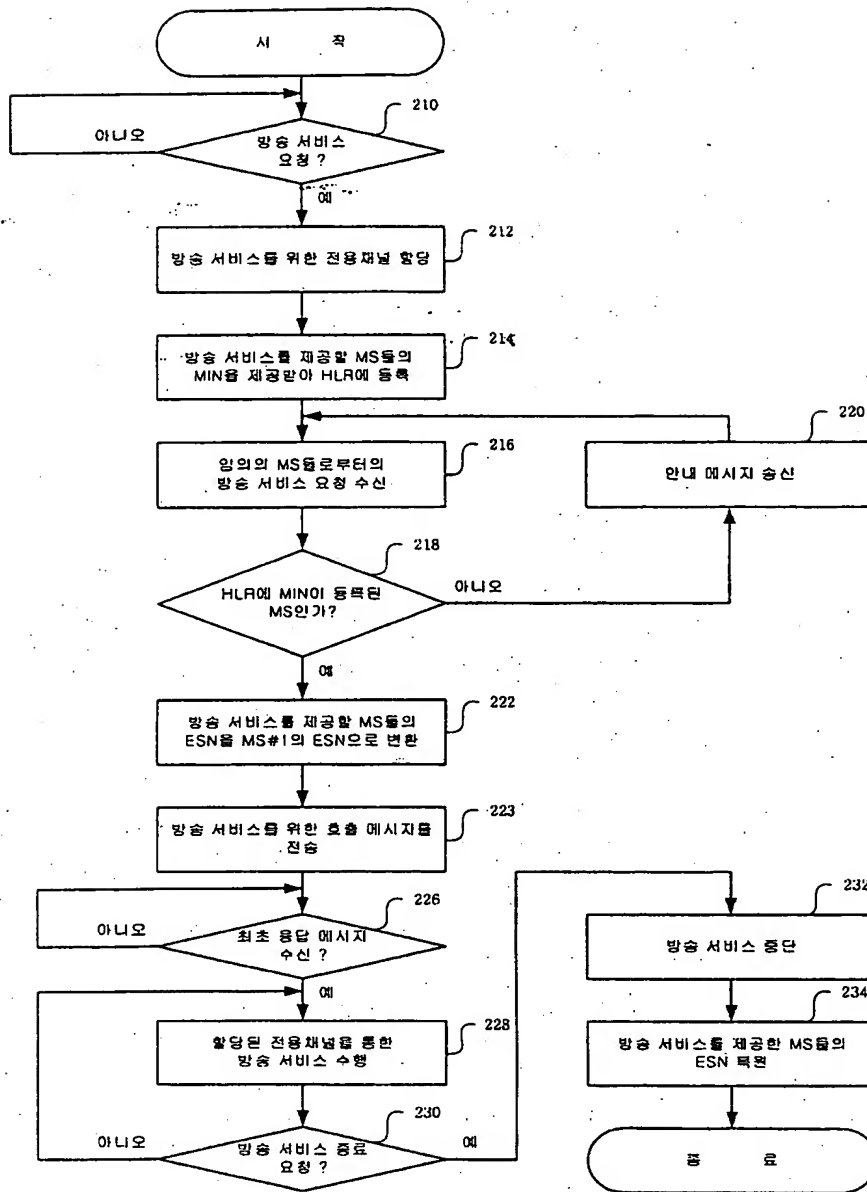 시 작
210
아니오
방송 서비스
요청 ?
예
212
방송 서비스를 위한 전용채널 할당
214
방송 서비스를 제공할 MS들의
MIN을 제공받아 HLR에 등록
216
임의의 MS들로부터의
방송 서비스 요청 수신
220
안내 메시지 송신
218
HLR에 MIN이 등록된
MS인가?
아니오
예
222
방송 서비스를 제공할 MS들의
ESN을 MS#1의 ESN으로 변환
223
방송 서비스를 위한 호출 메시지를
전송
226
아니오
최초 응답 메시지
수신 ?
예
228
할당된 전용채널을 통한
방송 서비스 수행
230
아니오
방송 서비스 종료
요청 ?
예
232
방송 서비스 중단
234
방송 서비스를 제공한 MS들의
ESN 복원
종 료